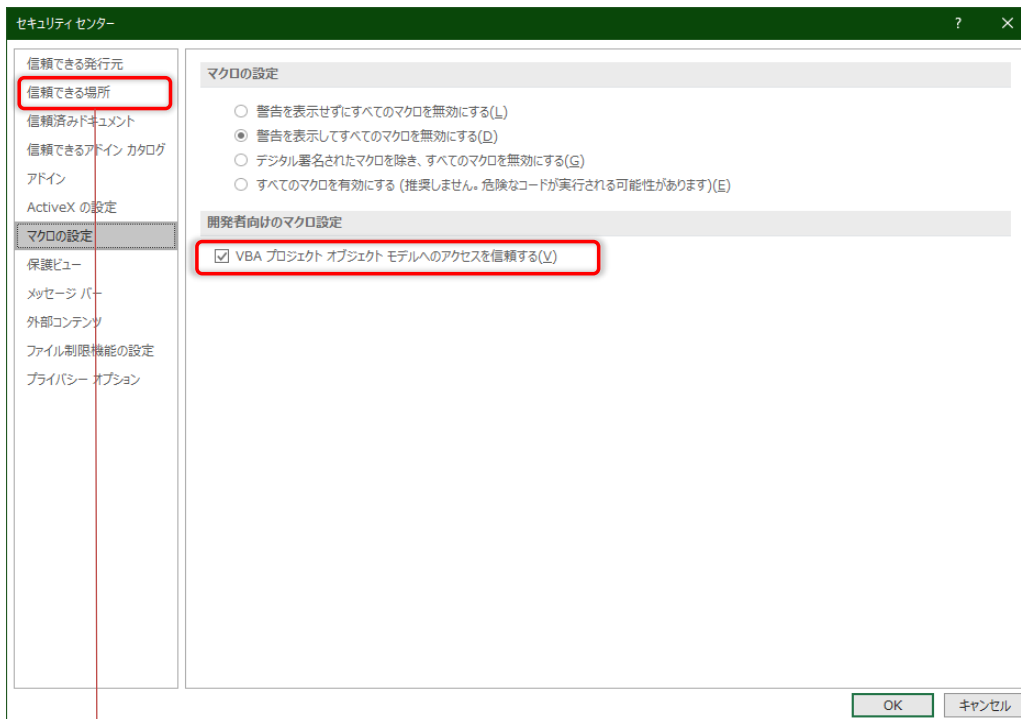 セキュリティ センター
? ×
信頼できる発行元
信頼できる場所
信頼済みドキュメント
信頼できるアドイン カタログ
アドイン
ActiveX の設定
マクロの設定
保護ビュー
メッセージ バー
外部コンテンツ
ファイル制限機能の設定
プライバシー オプション
マクロの設定
警告を表示せずにすべてのマクロを無効にする(L)
警告を表示してすべてのマクロを無効にする(D)
デジタル署名されたマクロを除き、すべてのマクロを無効にする(G)
すべてのマクロを有効にする (推奨しません。危険なコードが実行される可能性があります)(E)
開発者向けのマクロ設定
VBA プロジェクト オブジェクト モデルへのアクセスを信頼する(V)
OK
キャンセル